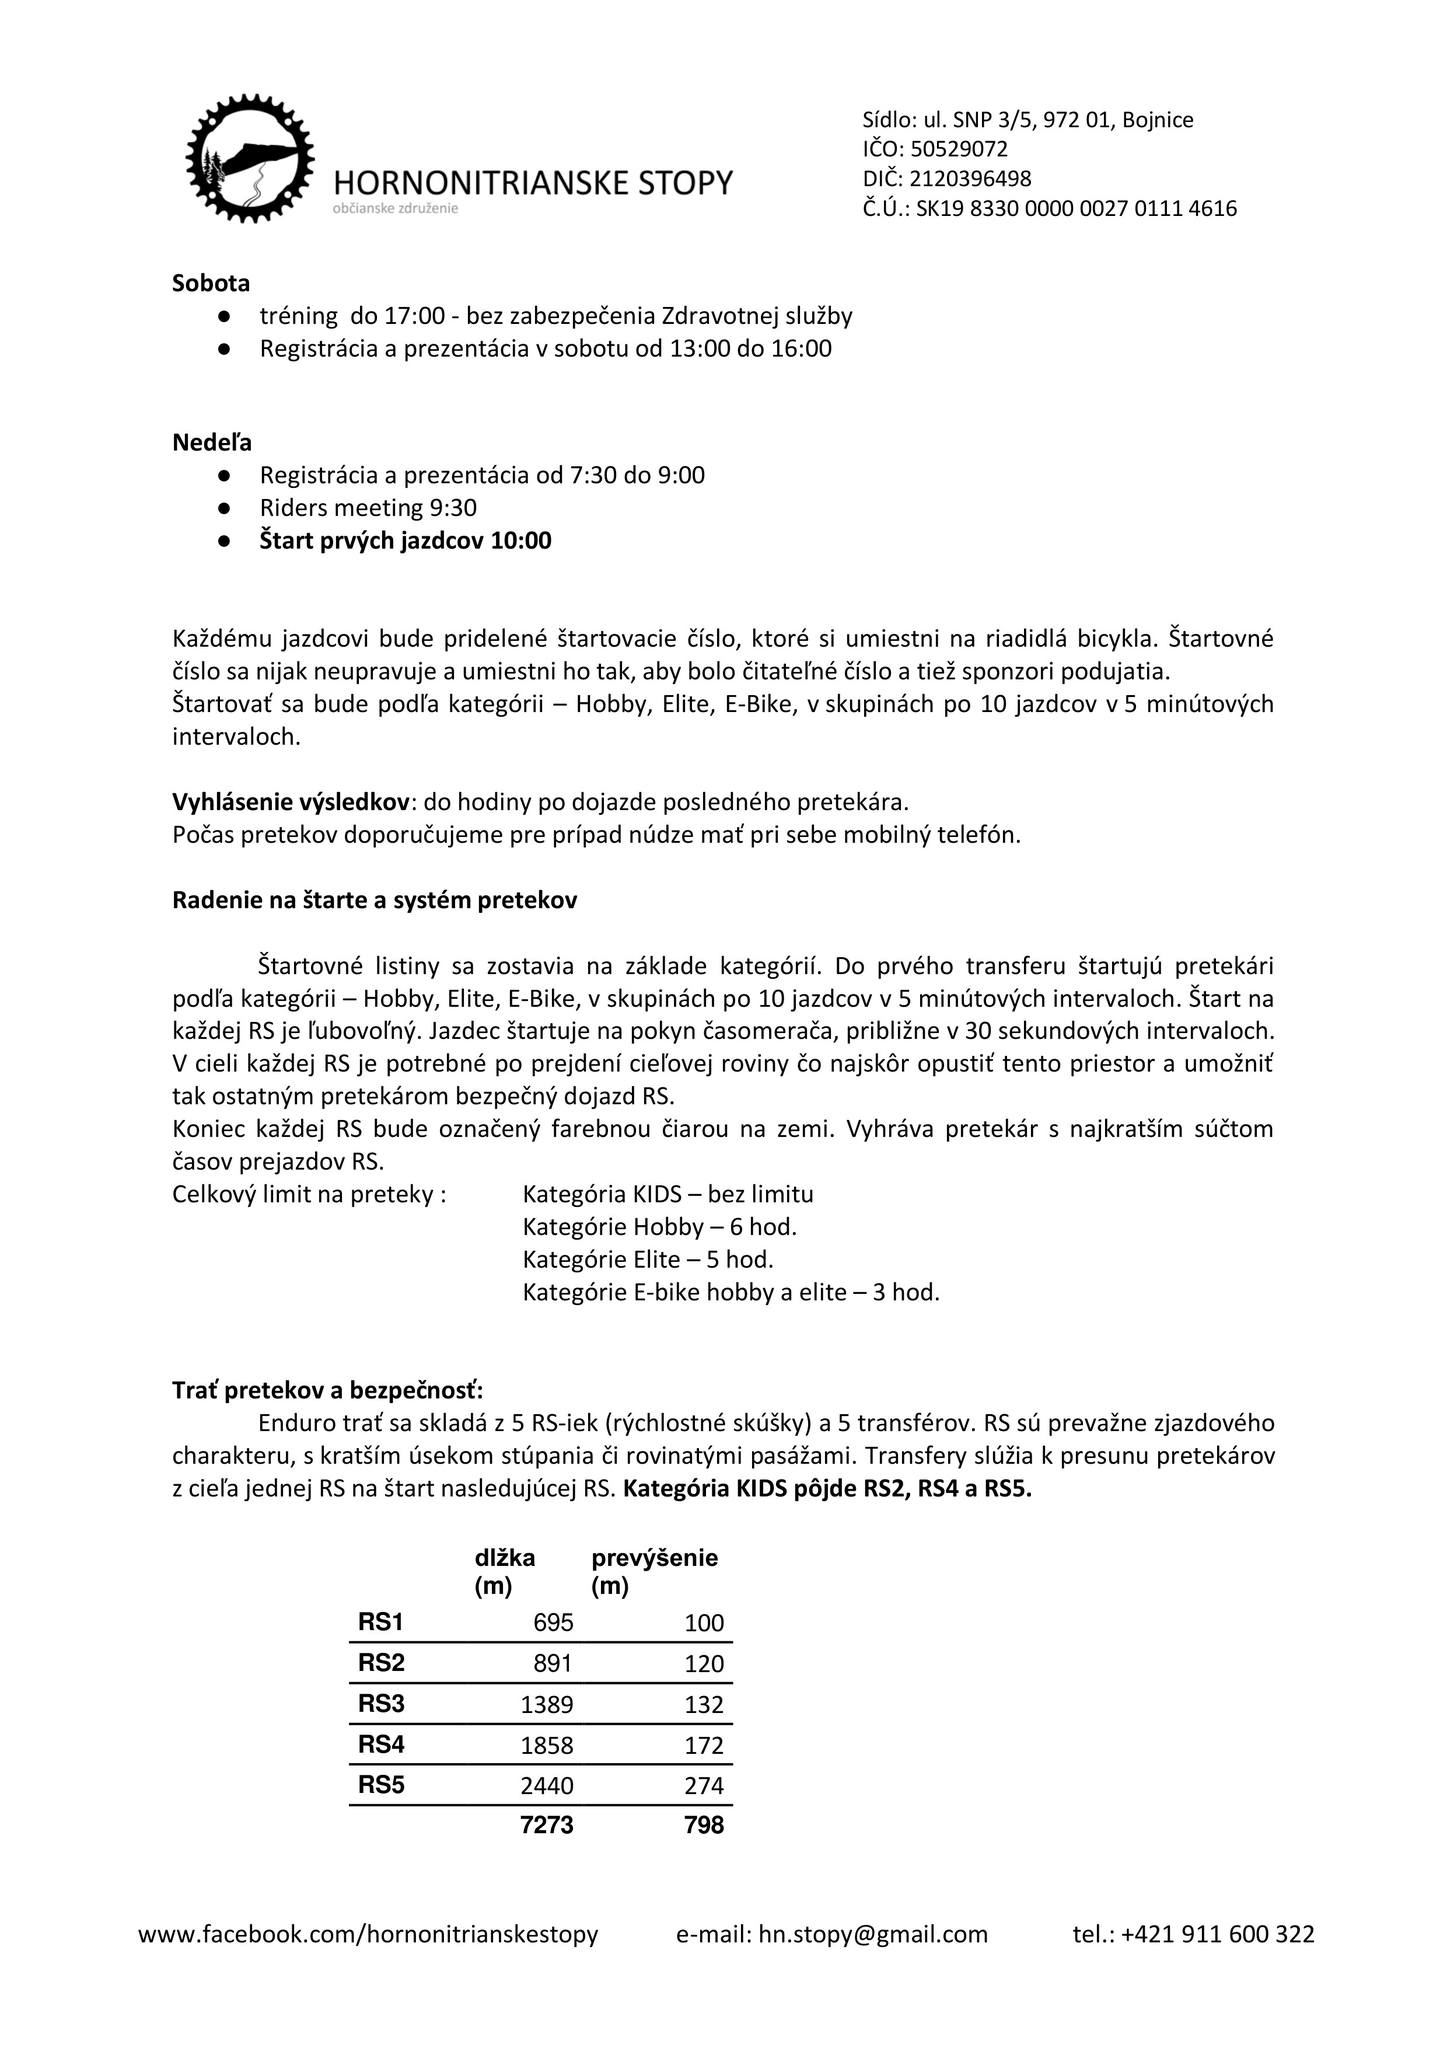 HORNONITRIANSKE STOPY
občianske združenie
Sídlo: ul. SNP 3/5, 972 01, Bojnice
IČO: 50529072
DIČ: 2120396498
Č.Ú.: SK19 8330 0000 0027 0111 4616
Sobota
● tréning  do 17:00 - bez zabezpečenia Zdravotnej služby
● Registrácia a prezentácia v sobotu od 13:00 do 16:00
Nedeľa
● Registrácia a prezentácia od 7:30 do 9:00
● Riders meeting 9:30
● Štart prvých jazdcov 10:00
Každému jazdcovi bude pridelené štartovacie číslo, ktoré si umiestni na riadidlá bicykla. Štartovné
číslo sa nijak neupravuje a umiestni ho tak, aby bolo čitateľné číslo a tiež sponzori podujatia.
Štartovať sa bude podľa kategórii – Hobby, Elite, E-Bike, v skupinách po 10 jazdcov v 5 minútových
intervaloch.
Vyhlásenie výsledkov: do hodiny po dojazde posledného pretekára.
Počas pretekov doporučujeme pre prípad núdze mať pri sebe mobilný telefón.
Radenie na štarte a systém pretekov
Štartovné listiny sa zostavia na základe kategórií. Do prvého transferu štartujú pretekári
podľa kategórii – Hobby, Elite, E-Bike, v skupinách po 10 jazdcov v 5 minútových intervaloch. Štart na
každej RS je ľubovoľný. Jazdec štartuje na pokyn časomerača, približne v 30 sekundových intervaloch.
V cieli každej RS je potrebné po prejdení cieľovej roviny čo najskôr opustiť tento priestor a umožniť
tak ostatným pretekárom bezpečný dojazd RS.
Koniec každej RS bude označený farebnou čiarou na zemi. Vyhráva pretekár s najkratším súčtom
časov prejazdov RS.
Celkový limit na preteky : Kategória KIDS – bez limitu
Kategórie Hobby – 6 hod.
Kategórie Elite – 5 hod.
Kategórie E-bike hobby a elite – 3 hod.
Trať pretekov a bezpečnosť:
Enduro trať sa skladá z 5 RS-iek (rýchlostné skúšky) a 5 transférov. RS sú prevažne zjazdového
charakteru, s kratším úsekom stúpania či rovinatými pasážami. Transfery slúžia k presunu pretekárov
z cieľa jednej RS na štart nasledujúcej RS. Kategória KIDS pôjde RS2, RS4 a RS5.
dlžka prevýšenie
(m) (m)
RS1 695 100
RS2 891 120
RS3 1389 132
RS4 1858 172
RS5 2440 274
7273 798
www.facebook.com/hornonitrianskestopy e-mail: hn.stopy@gmail.com tel.: +421 911 600 322